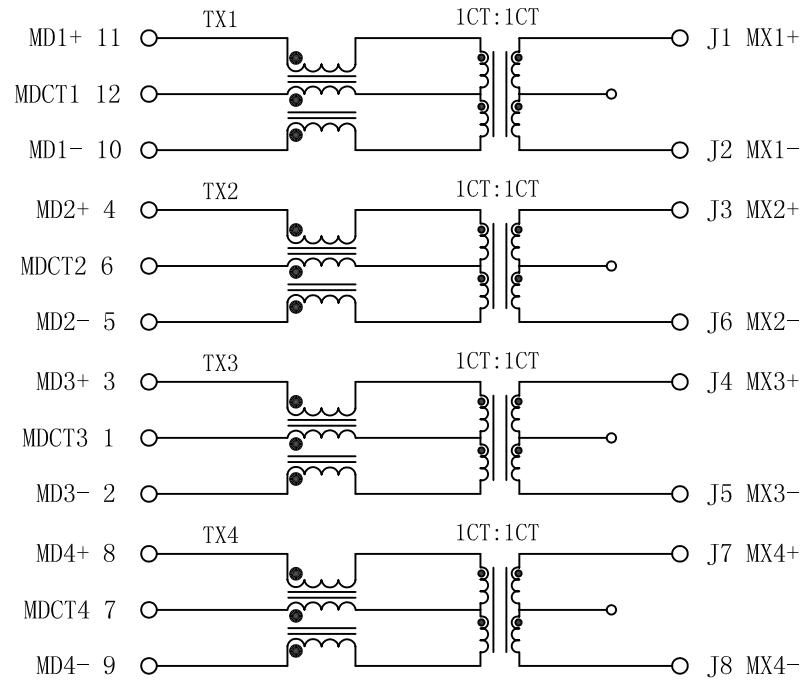 TX1 1CT:1CT
MD1+ 11 J1 MX1+
MDCT1 12
MD1- 10 J2 MX1-
TX2 1CT:1CT
MD2+ 4 J3 MX2+
MDCT2 6
MD2- 5 J6 MX2-
TX3 1CT:1CT
MD3+ 3 J4 MX3+
MDCT3 1
MD3- 2 J5 MX3-
TX4 1CT:1CT
MD4+ 8 J7 MX4+
MDCT4 7
MD4- 9 J8 MX4-